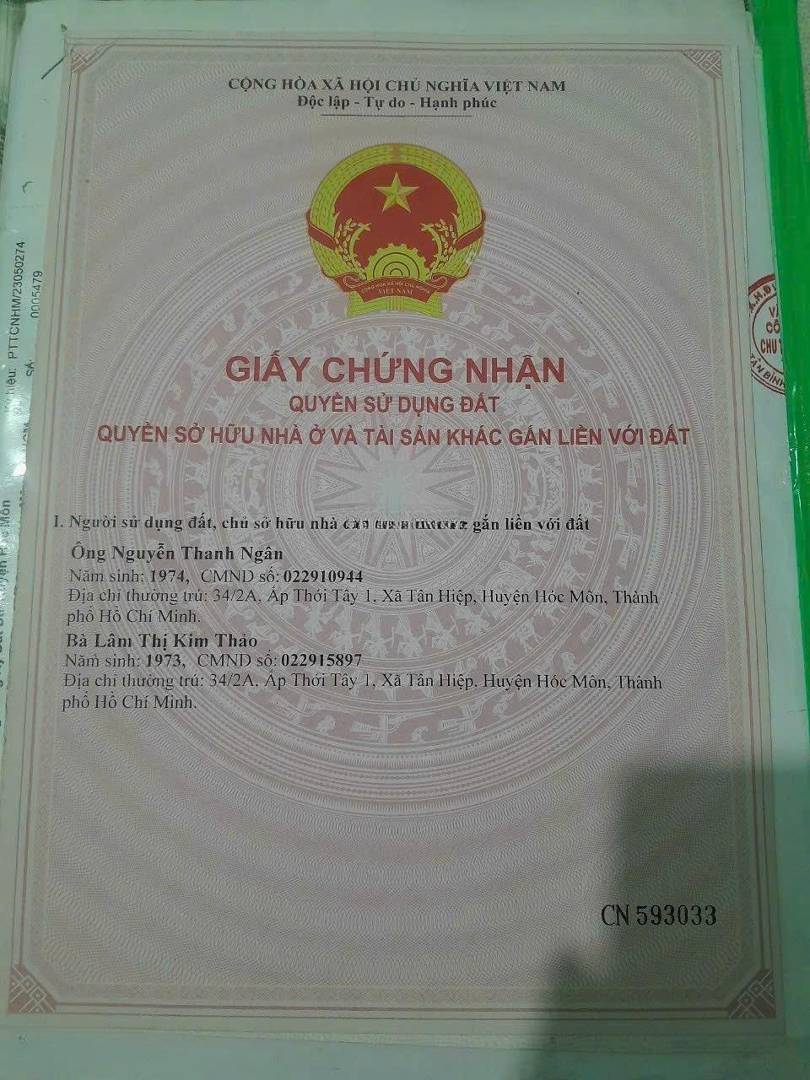 CỘNG HÒA XÃ HỘI CHỦ NGHĨA VIỆT NAM
Độc lập - Tự do - Hạnh phúc
VIỆT NAM
GIẤY CHỨNG NHẬN
QUYỀN SỬ DỤNG ĐẤT
QUYỀN SỞ HỮU NHÀ Ở VÀ TÀI SẢN KHÁC GẮN LIỀN VỚI ĐẤT
I. Người sử dụng đất, chủ sở hữu nhà gắn liền với đất
Ông Nguyễn Thanh Ngân
Năm sinh: 1974, CMND số: 022910944
Địa chỉ thường trú: 34/2A, Ấp Thới Tây 1, Xã Tân Hiệp, Huyện Hóc Môn, Thành
phố Hồ Chí Minh.
Bà Lâm Thị Kim Thảo
Năm sinh: 1973, CMND số: 022915897
Địa chỉ thường trú: 34/2A, Ấp Thới Tây 1, Xã Tân Hiệp, Huyện Hóc Môn, Thành
phố Hồ Chí Minh.
CN 593033
PTTCNHM/23050274
0005479
TÂN BÌNH